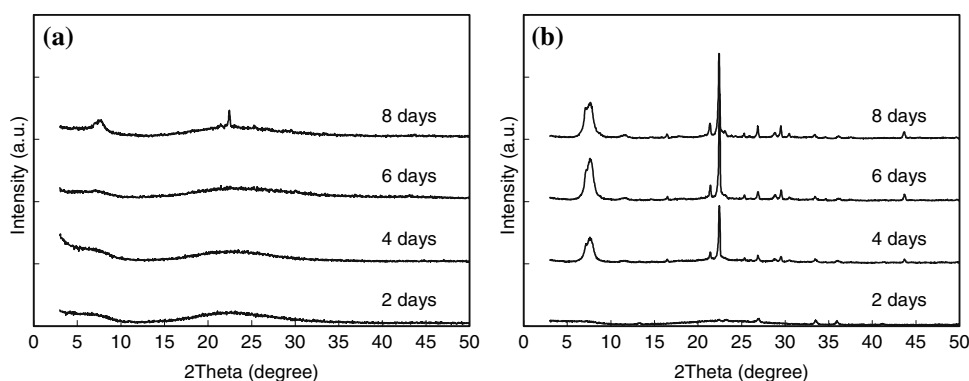 (a)
8 days
6 days
4 days
2 days
Intensity (a.u.)
0 5 10 15 20 25 30 35 40 45 50
2Theta (degree)
(b)
8 days
6 days
4 days
2 days
Intensity (a.u.)
0 5 10 15 20 25 30 35 40 45 50
2Theta (degree)